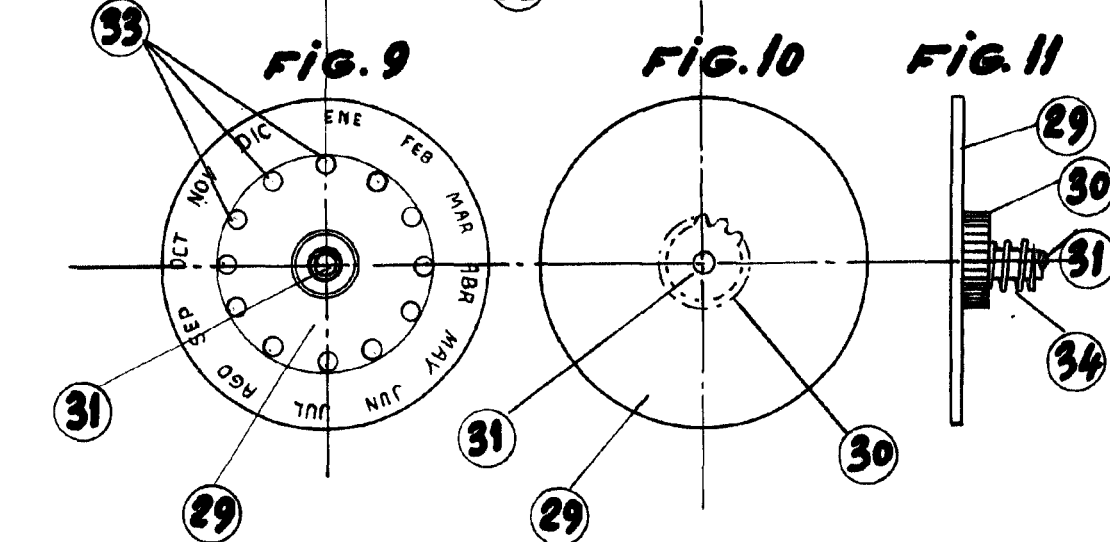 33
FiG. 9
FiG. 10
FiG. 11
ENE
FEB
MAR
ABR
MAY
JUN
JUL
AGO
SEP
OCT
NOV
DIC
31
29
31
29
30
29
30
31
34